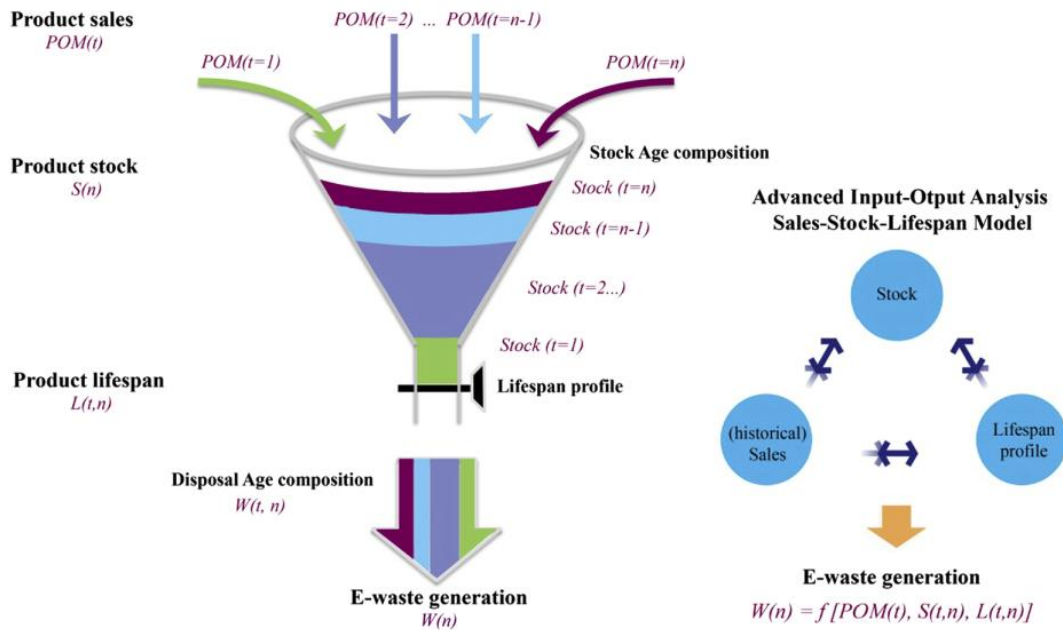 Product sales
POM(t)
POM(t=1)
POM(t=2) ... POM(t=n-1)
POM(t=n)
Product stock
S(n)
Stock Age composition
Stock (t=n)
Stock (t=n-1)
Stock (t=2...)
Stock (t=1)
Product lifespan
L(t,n)
Lifespan profile
Disposal Age composition
W(t, n)
E-waste generation
W(n)
Advanced Input-Otput Analysis
Sales-Stock-Lifespan Model
Stock
(historical)
Sales
Lifespan
profile
E-waste generation
W(n) = f [POM(t), S(t,n), L(t,n)]